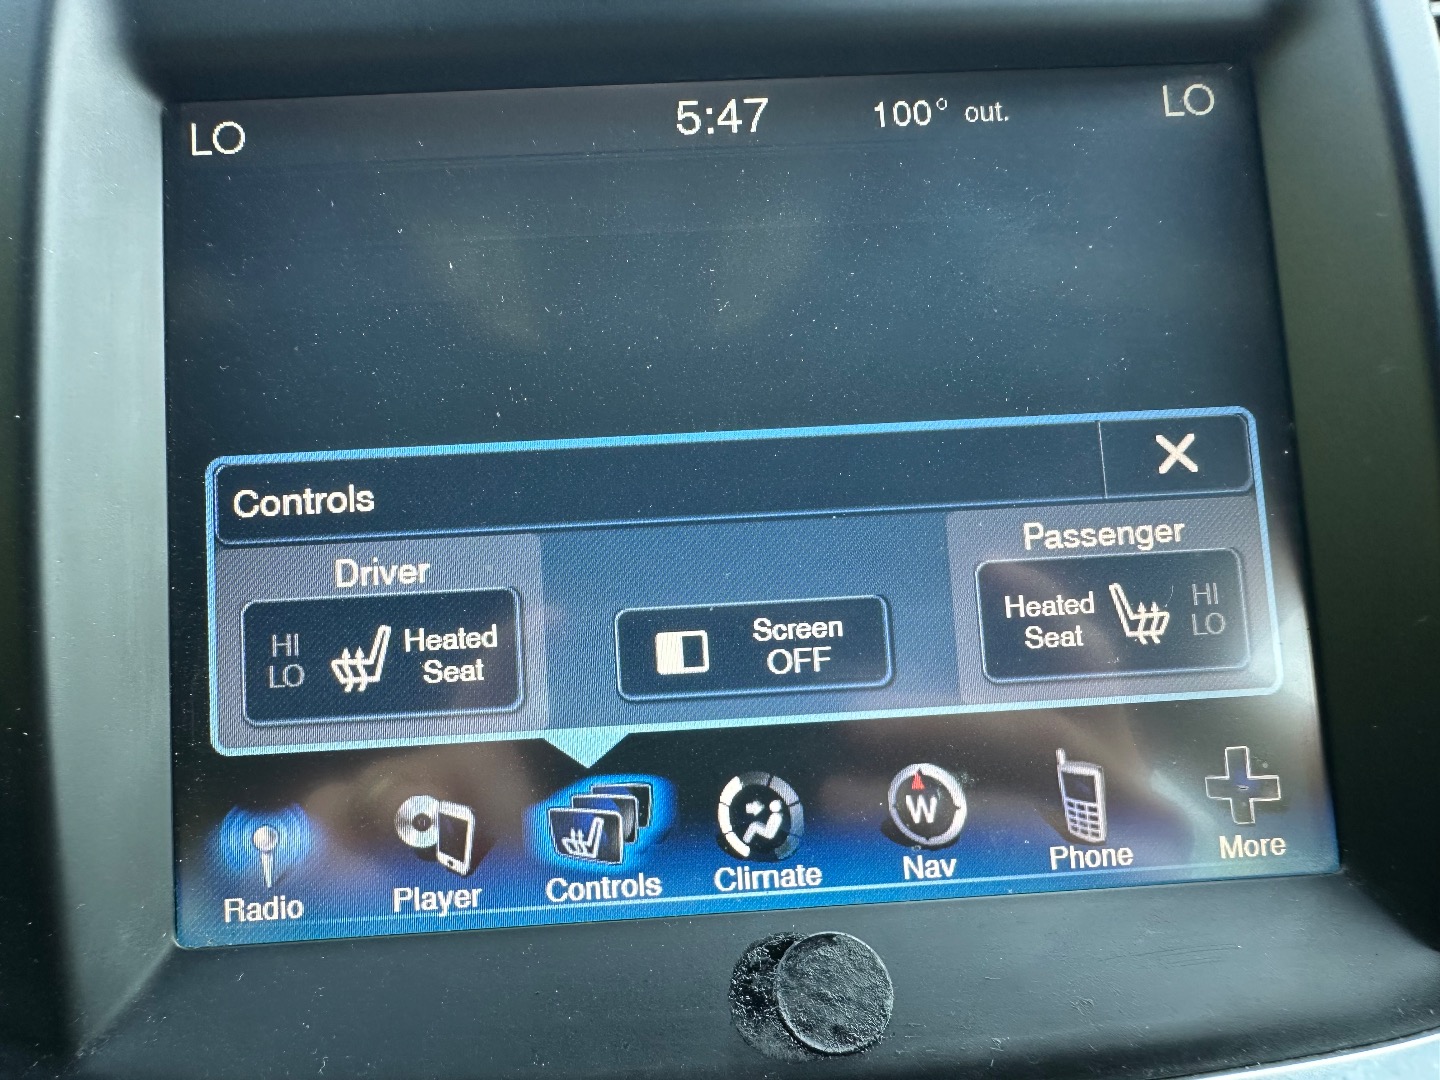 LO
5:47
100° out.
LO
Controls
X
Driver
HI
LO
Heated
Seat
Screen
OFF
Passenger
Heated
Seat
HI
LO
Radio
Player
Controls
Climate
W
Nav
Phone
More